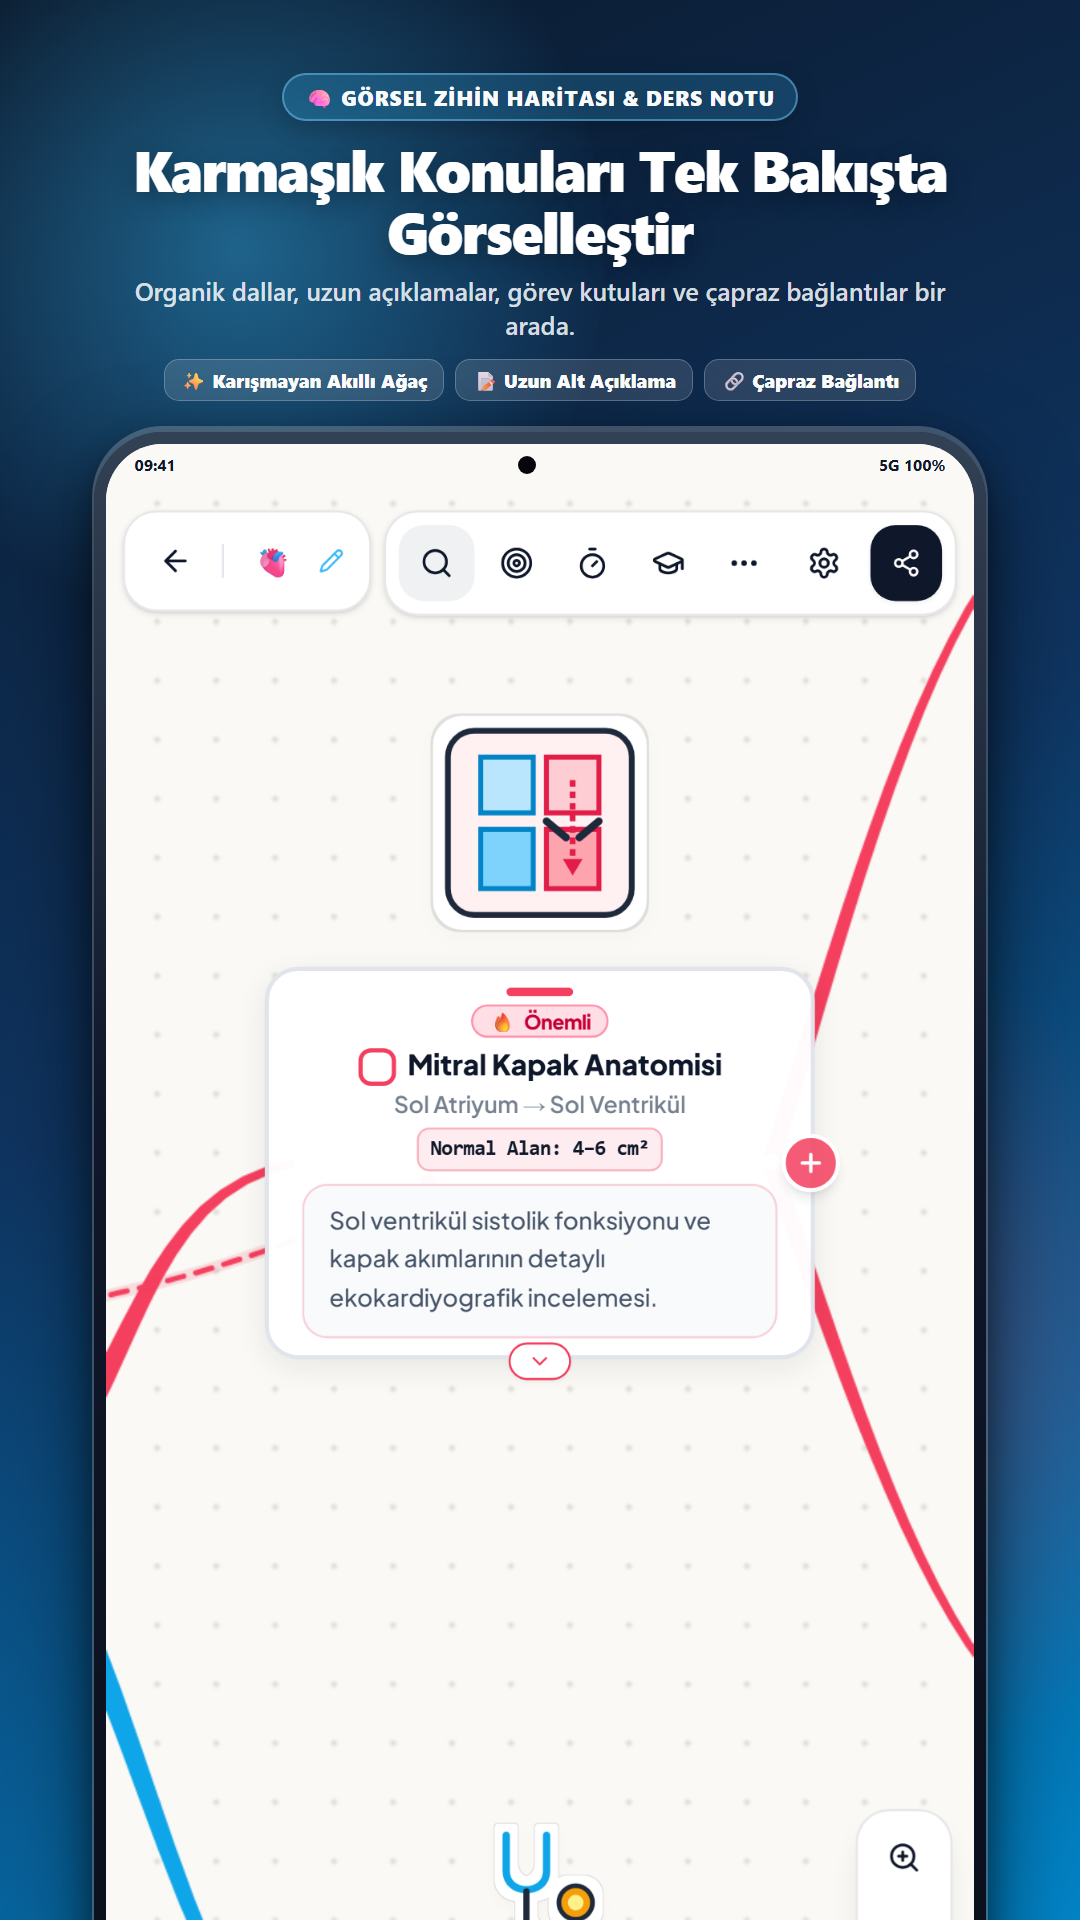 GÖRSEL ZİHİN HARİTASI & DERS NOTU
Karmaşık Konuları Tek Bakışta
Görselleştir
Organik dallar, uzun açıklamalar, görev kutuları ve çapraz bağlantılar bir
arada.
Karışmayan Akıllı Ağaç
Uzun Alt Açıklama
Çapraz Bağlantı
09:41
5G 100%
Önemli
Mitral Kapak Anatomisi
Sol Atriyum → Sol Ventrikül
Normal Alan: 4-6 cm²
Sol ventrikül sistolik fonksiyonu ve
kapak akımlarının detaylı
ekokardiyografik incelemesi.